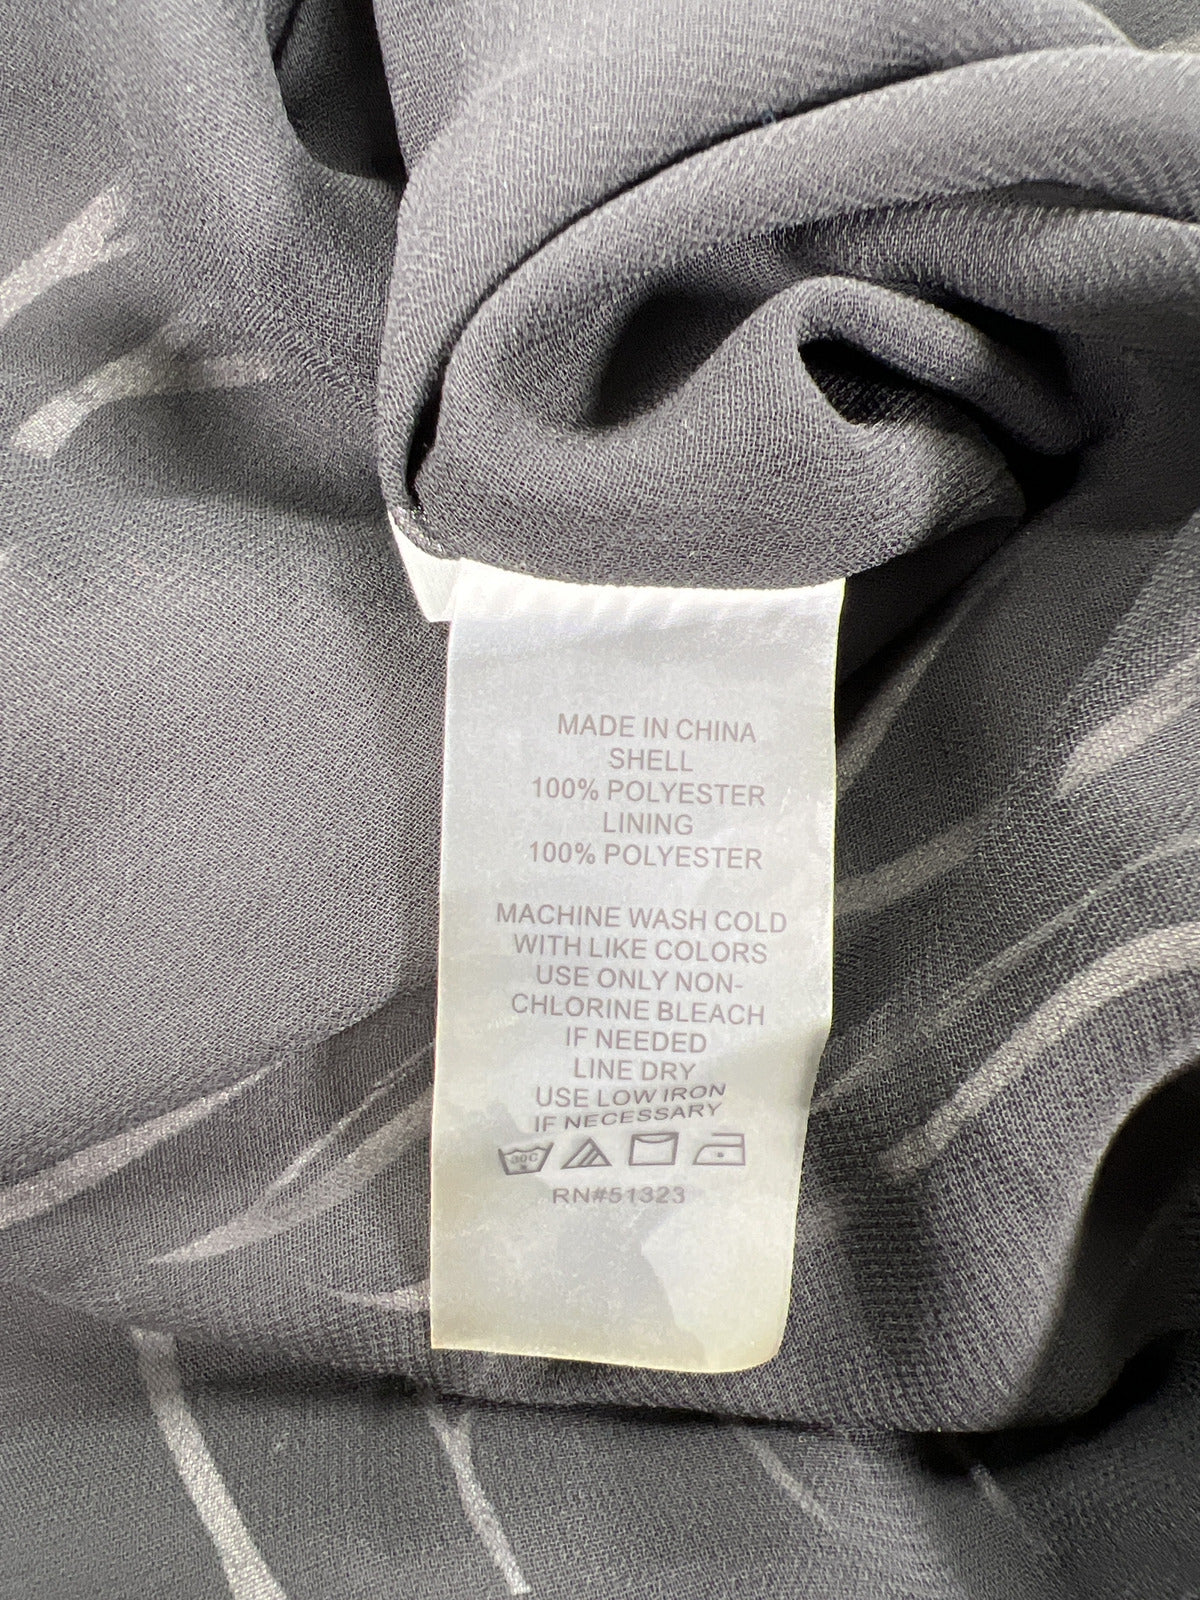 MADE IN CHINA
SHELL
100% POLYESTER
LINING
100% POLYESTER
MACHINE WASH COLD
WITH LIKE COLORS
USE ONLY NON-
CHLORINE BLEACH
IF NEEDED
LINE DRY
USE LOW IRON
IF NECESSARY
30C
RN#51323